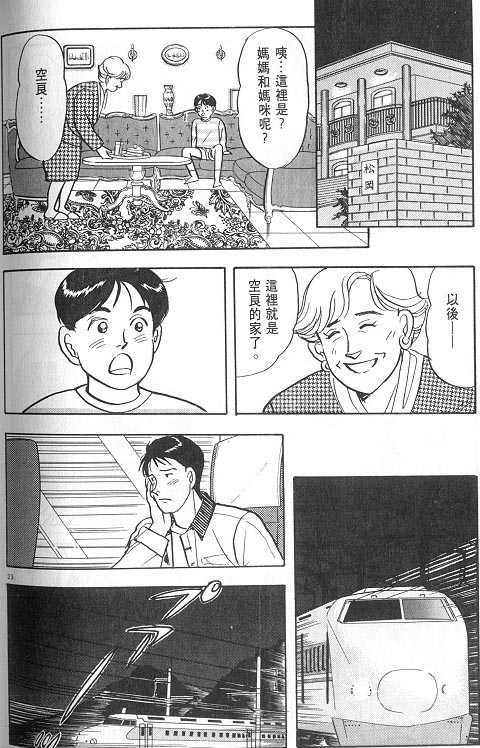 松岡
咦…這裡是？
媽媽和媽咪呢？
空良……
以後——
這裡就是
空良的家了。
23